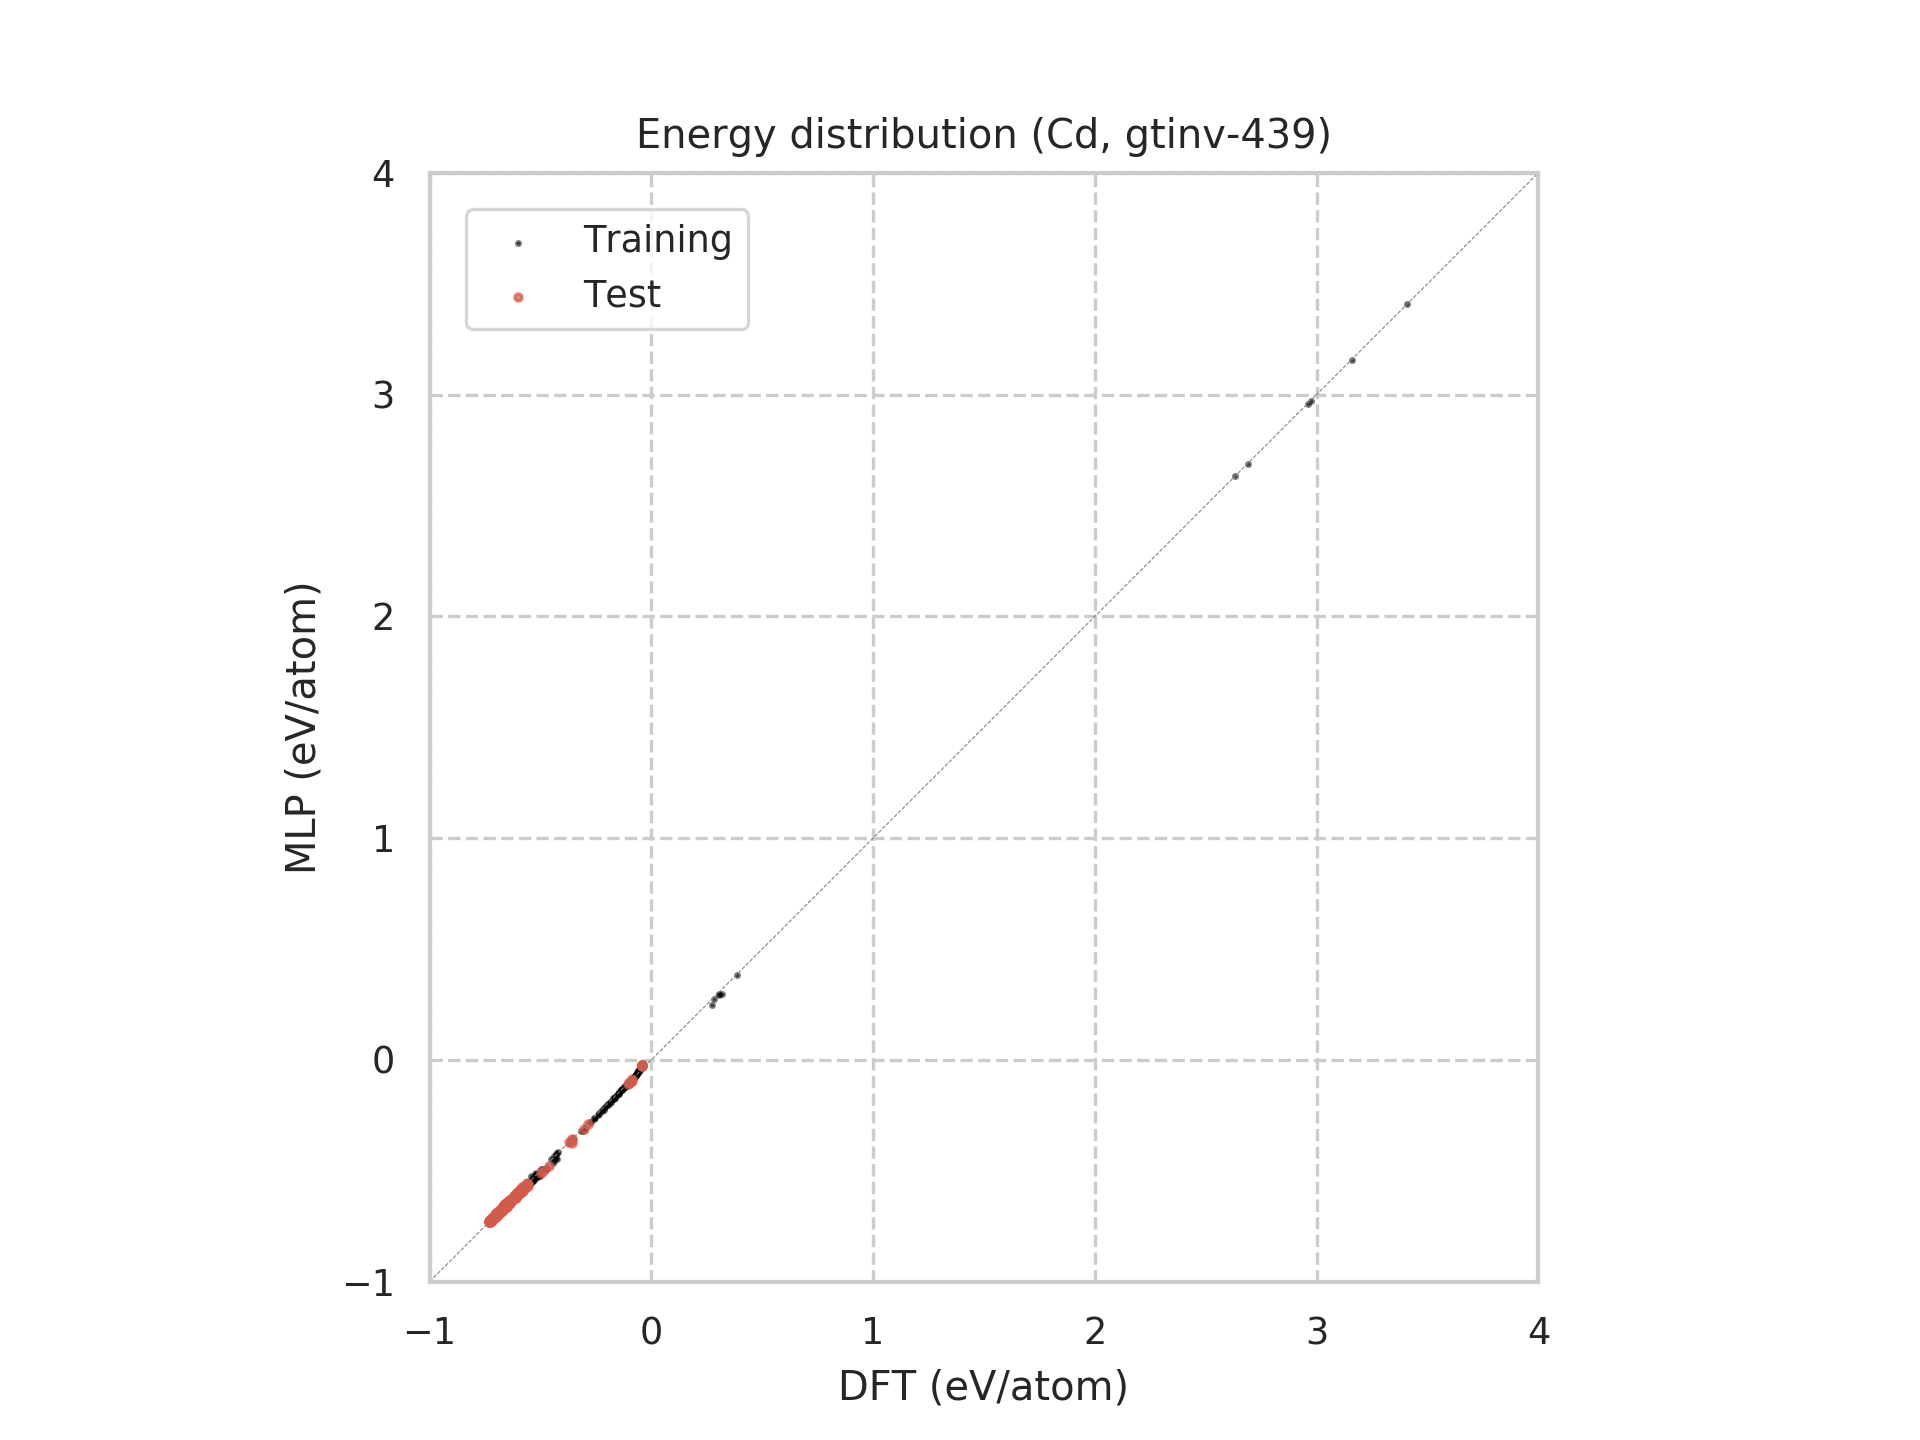 Energy distribution (Cd, gtinv-439)
4
3
2
1
0
−1
Training
Test
MLP (eV/atom)
−1 0 1 2 3 4
DFT (eV/atom)